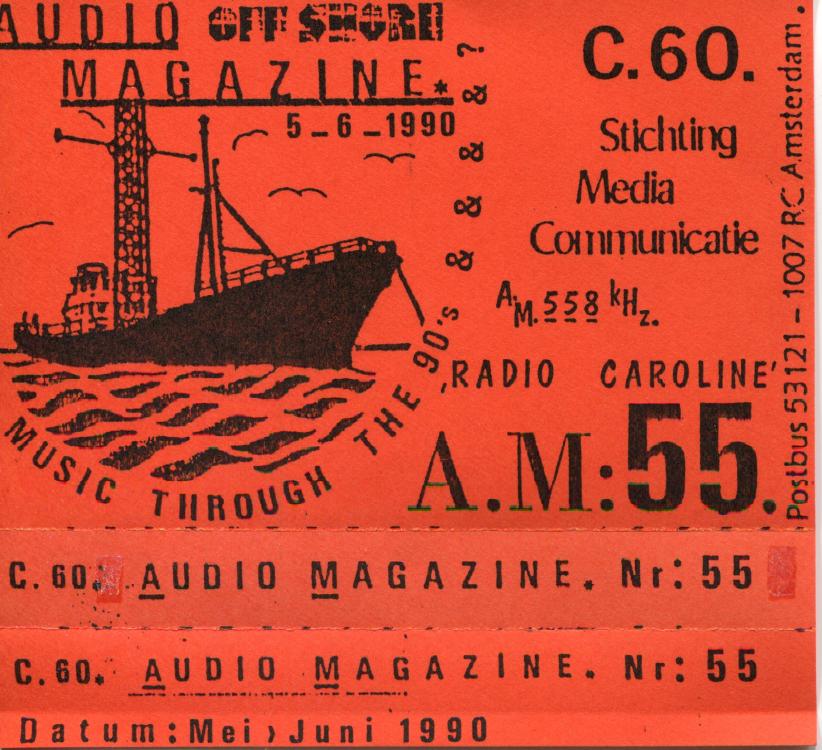 AUDIO OFF SHORE
MAGAZINE.*
5-6-1990
MUSIC THROUGH THE 90's & & & & & ?
C.60.
Stichting
Media
Communicatie
A.M. 558 kHz.
,RADIO CAROLINE'
A.M:55.
Postbus 53121 - 1007 RC Amsterdam.
C.60. AUDIO MAGAZINE. Nr: 55
C.60. AUDIO MAGAZINE. Nr: 55
Datum: Mei, Juni 1990